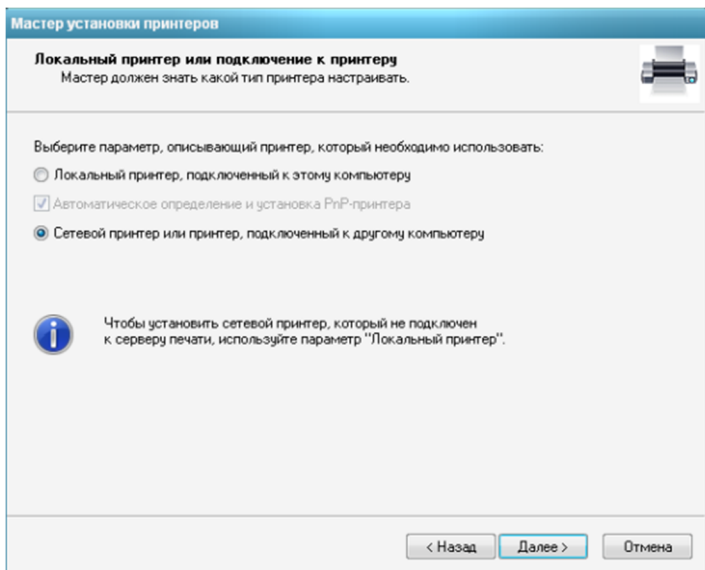 Мастер установки принтеров
Локальный принтер или подключение к принтеру
Мастер должен знать какой тип принтера настраивать.
Выберите параметр, описывающий принтер, который необходимо использовать:
Локальный принтер, подключенный к этому компьютеру
Автоматическое определение и установка PnP-принтера
Сетевой принтер или принтер, подключенный к другому компьютеру
Чтобы установить сетевой принтер, который не подключен
к серверу печати, используйте параметр "Локальный принтер".
< Назад Далее > Отмена